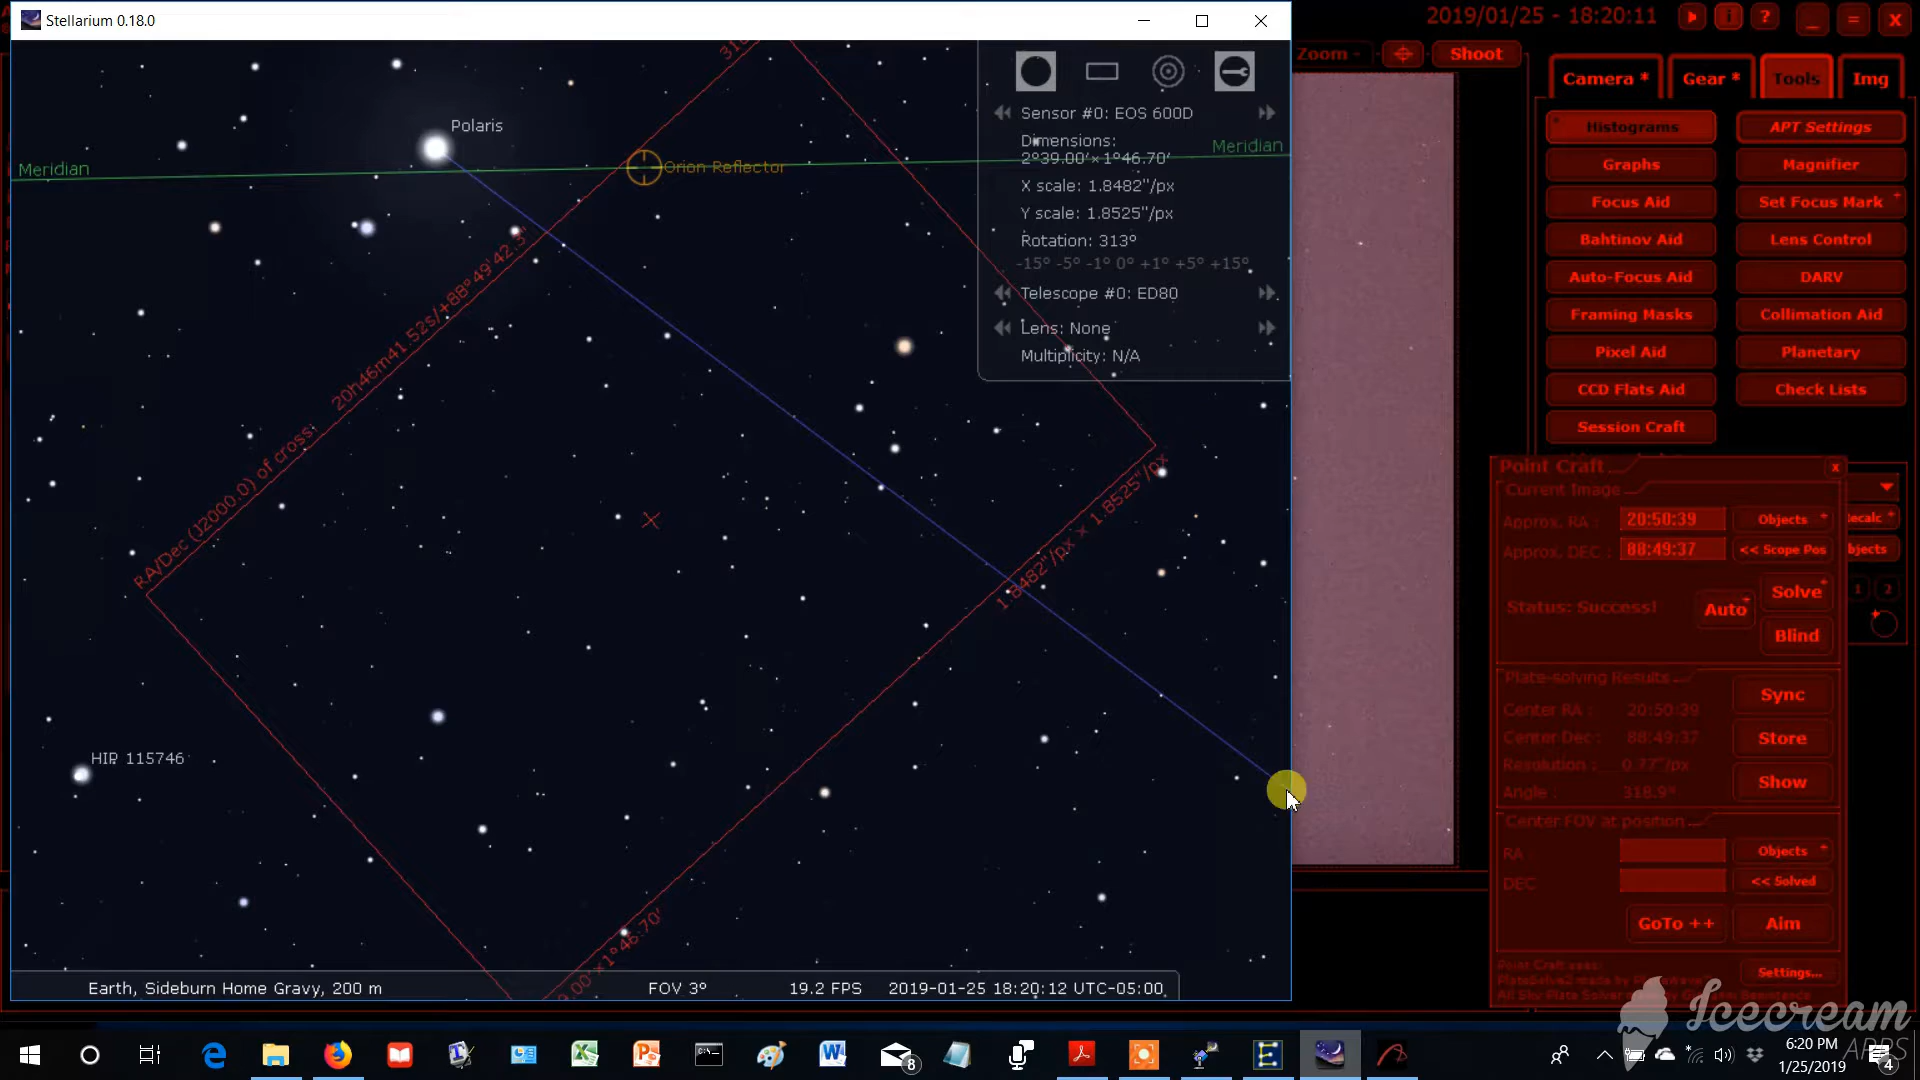 Stellarium 0.18.0
Polaris
Meridian
Orion Reflector
Meridian
HIP 115746
RA/Dec (J2000.0) of cross: 20h46m41.52s/+88°49'42.3"
1.8482"/px × 1.8525"/px
Sensor #0: EOS 600D
Dimensions:
2°39.00'×1°46.70'
X scale: 1.8482"/px
Y scale: 1.8525"/px
Rotation: 313°
-15° -5° -1° 0° +1° +5° +15°
Telescope #0: ED80
Lens: None
Multiplicity: N/A
Earth, Sideburn Home Gravy, 200 m
FOV 3°
19.2 FPS
2019-01-25 18:20:12 UTC-05:00
2019/01/25 - 18:20:11
Zoom -
Shoot
Camera *
Gear *
Tools
Img
Histograms
APT Settings
Graphs
Magnifier
Focus Aid
Set Focus Mark
Bahtinov Aid
Lens Control
Auto-Focus Aid
DARV
Framing Masks
Collimation Aid
Pixel Aid
Planetary
CCD Flats Aid
Check Lists
Session Craft
Point Craft
Current Image
Approx. RA :
20:50:39
Objects
Approx. DEC :
88:49:37
<< Scope Pos
Status: Success!
Auto
Solve
Blind
Plate-solving Results
Center RA :
20:50:39
Sync
Center Dec :
88:49:37
Store
Resolution :
0.77"/px
Show
Angle :
318.9°
Center FOV at position
RA
Objects
DEC
<< Solved
GoTo ++
Aim
Point Craft uses:
Settings...
1
2
Icecream
APPS
6:20 PM
1/25/2019
8
4